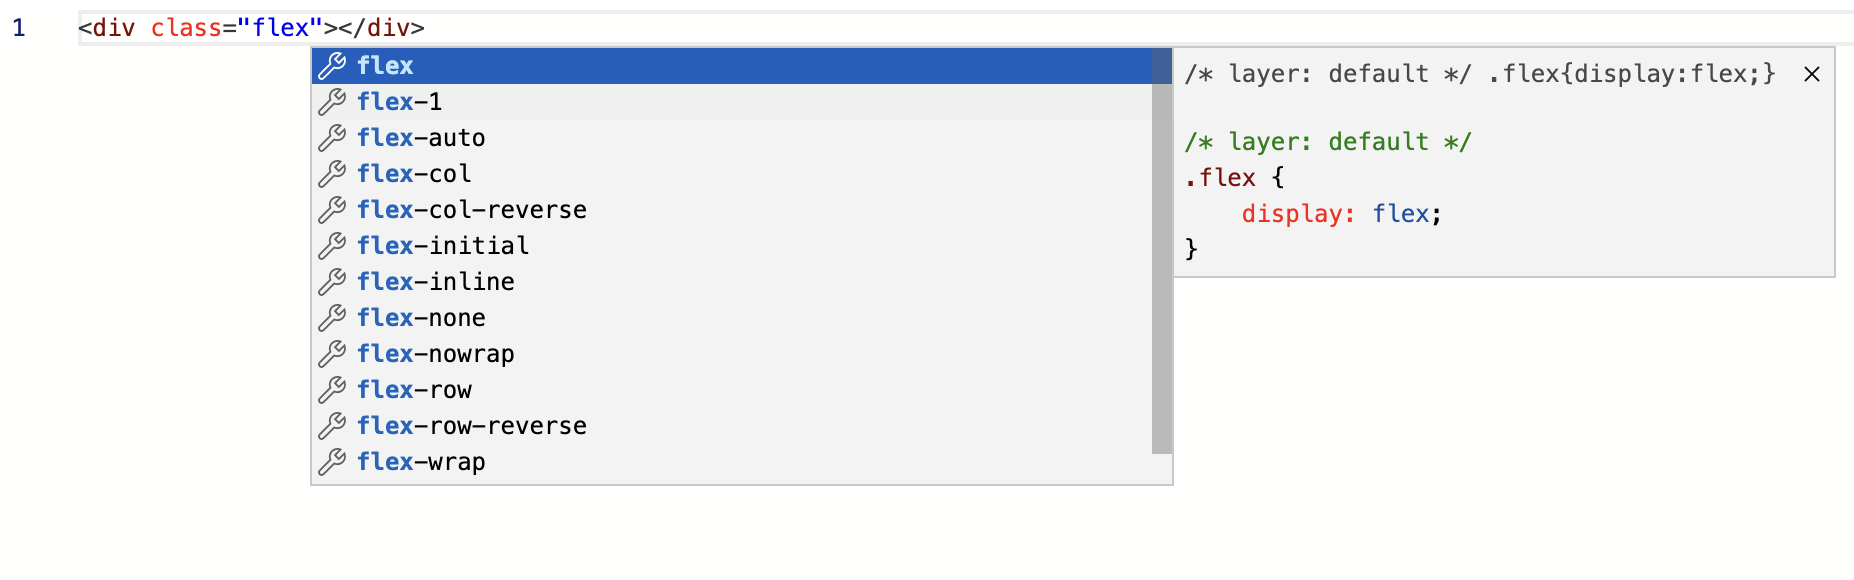 1 <div class="flex"></div>
flex
flex-1
flex-auto
flex-col
flex-col-reverse
flex-initial
flex-inline
flex-none
flex-nowrap
flex-row
flex-row-reverse
flex-wrap
/* layer: default */ .flex{display:flex;}
/* layer: default */
.flex {
    display: flex;
}